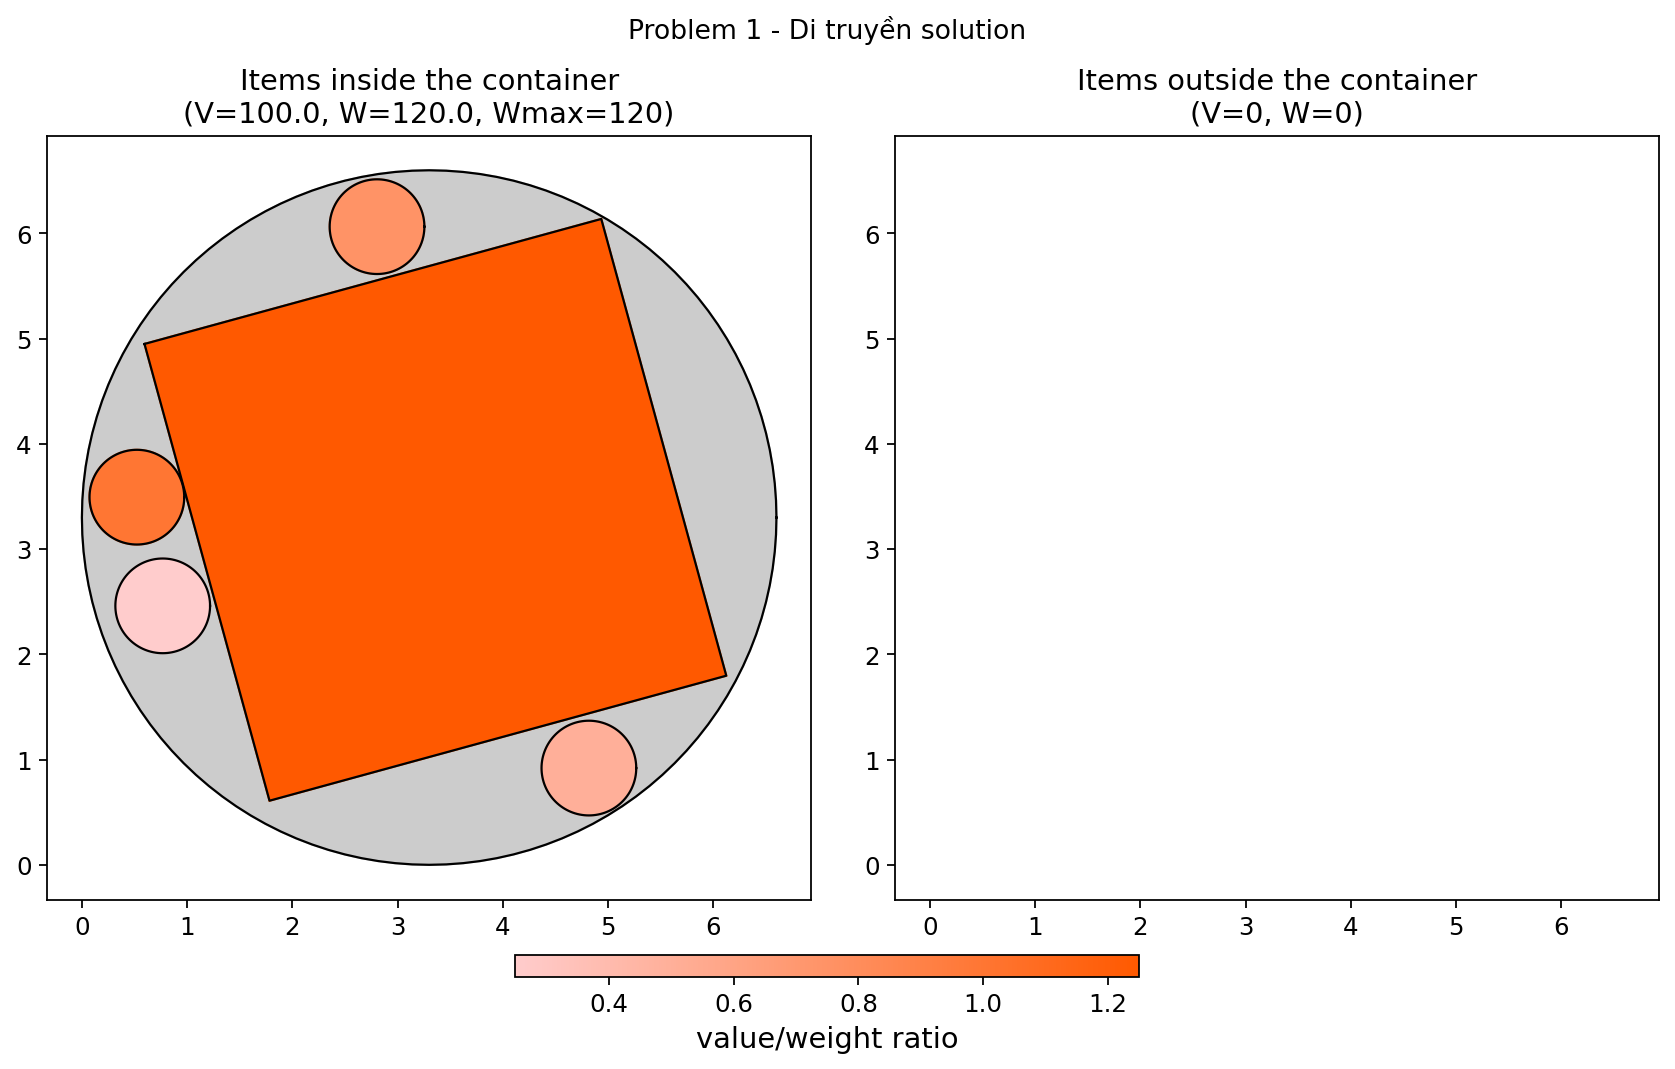 Problem 1 - Di truyền solution
Items inside the container
(V=100.0, W=120.0, Wmax=120)
6
5
4
3
2
1
0
0 1 2 3 4 5 6
Items outside the container
(V=0, W=0)
6
5
4
3
2
1
0
0 1 2 3 4 5 6
0.4 0.6 0.8 1.0 1.2
value/weight ratio